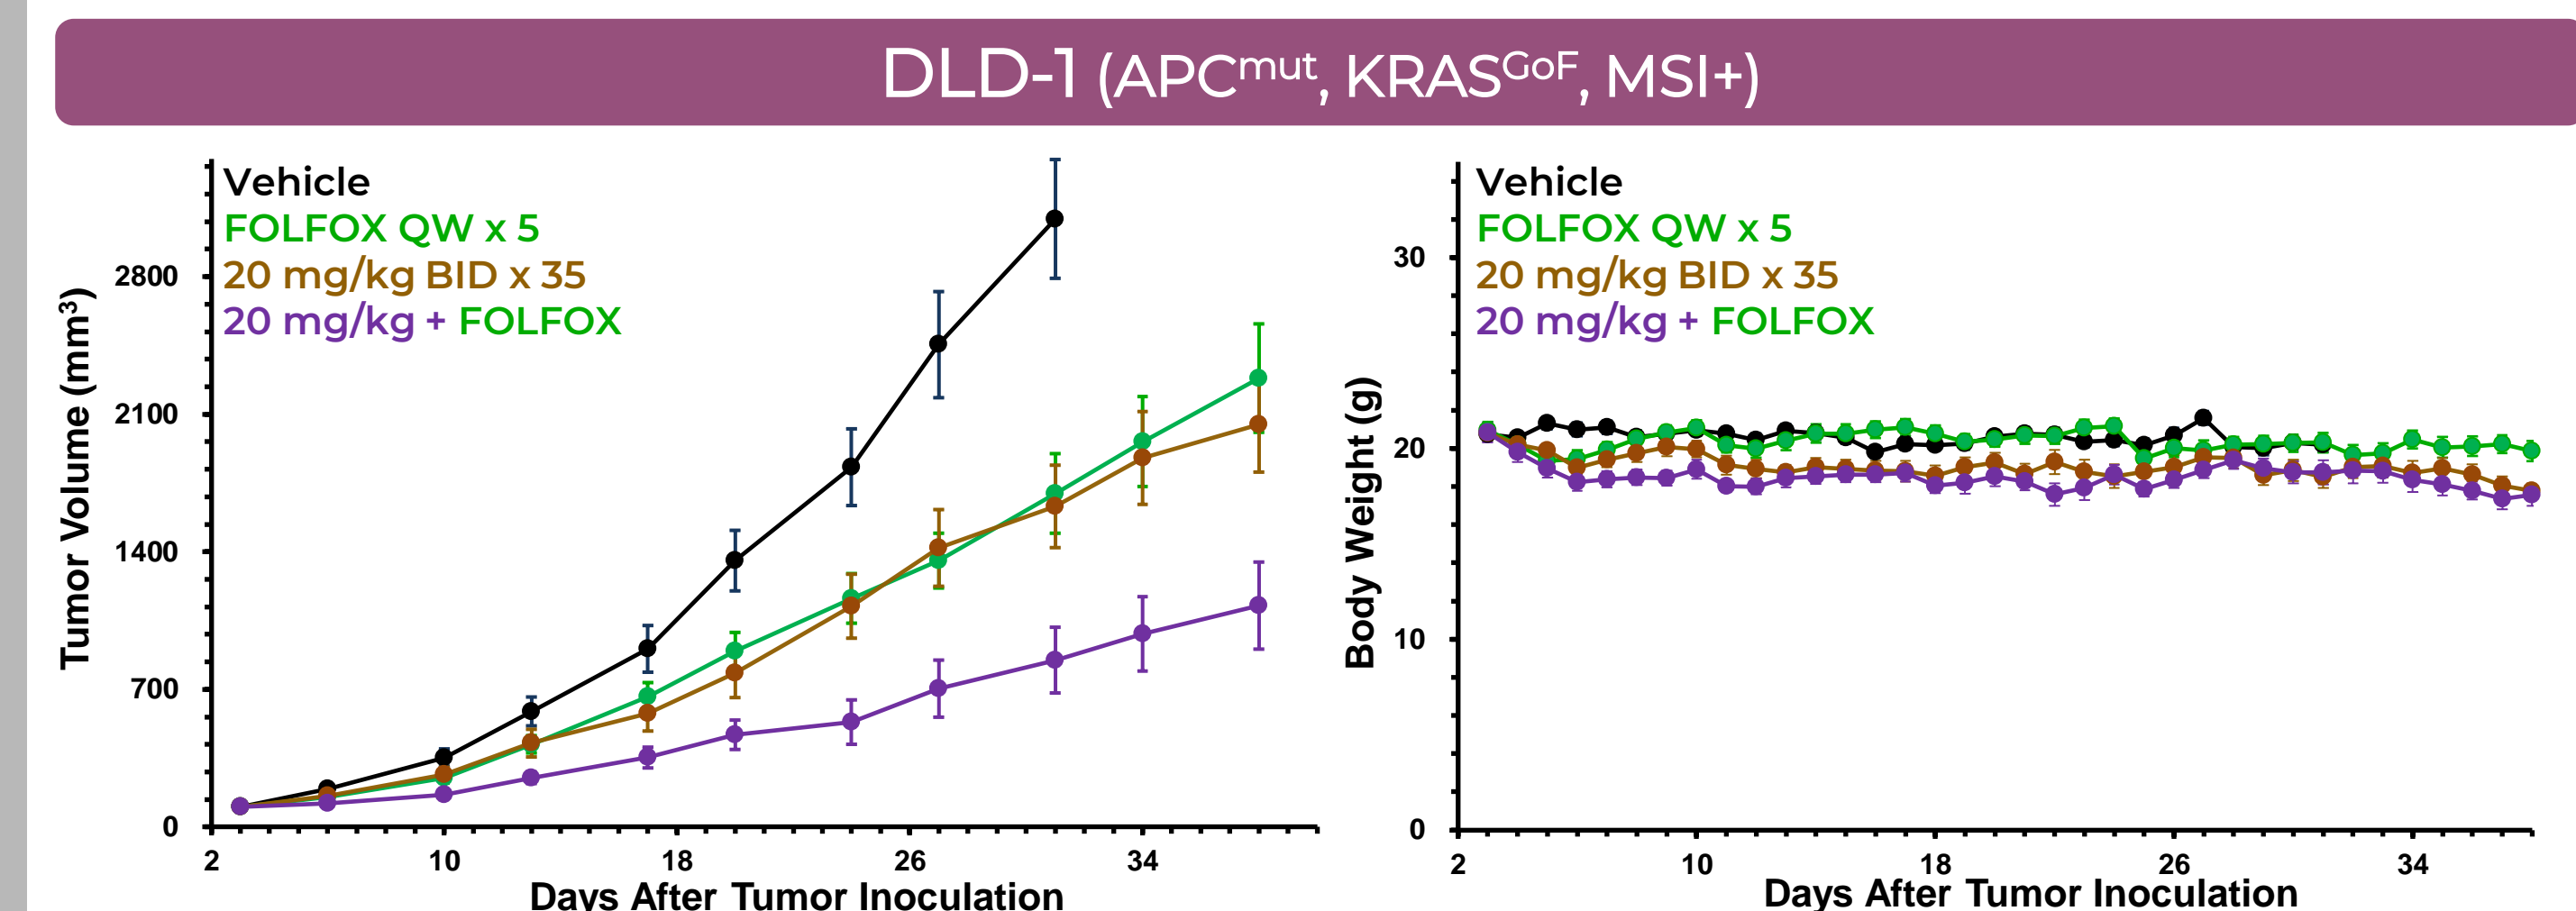 DLD-1 (APCmut, KRASGoF, MSI+)
Vehicle
FOLFOX QW x 5
20 mg/kg BID x 35
20 mg/kg + FOLFOX
Tumor Volume (mm3)
2800
2100
1400
700
0
2 10 18 26 34
Days After Tumor Inoculation
Vehicle
FOLFOX QW x 5
20 mg/kg BID x 35
20 mg/kg + FOLFOX
Body Weight (g)
30
20
10
0
2 10 18 26 34
Days After Tumor Inoculation